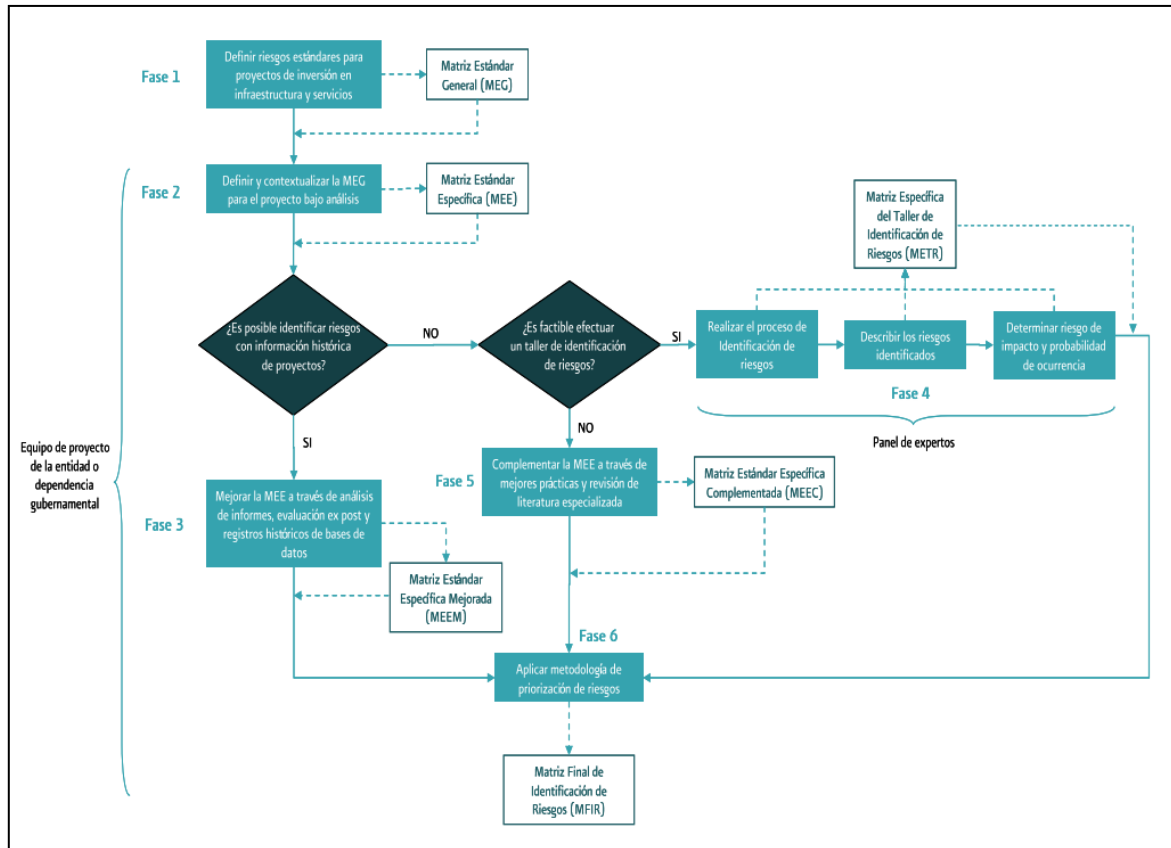 Fase 1
Definir riesgos estándares para
proyectos de inversión en
infraestructura y servicios
Matriz Estándar
General (MEG)
Fase 2
Definir y contextualizar la MEG
para el proyecto bajo análisis
Matriz Estándar
Específica (MEE)
Matriz Específica
del Taller de
Identificación de
Riesgos (METR)
¿Es posible identificar riesgos
con información histórica
de proyectos?
NO
¿Es factible efectuar
un taller de identificación
de riesgos?
SI
Realizar el proceso de
Identificación de
riesgos
Describir los riesgos
identificados
Determinar riesgo de
impacto y probabilidad
de ocurrencia
Fase 4
Panel de expertos
SI
NO
Equipo de proyecto
de la entidad o
dependencia
gubernamental
Fase 3
Mejorar la MEE a través de análisis
de informes, evaluación ex post y
registros históricos de bases de
datos
Fase 5
Complementar la MEE a través de
mejores prácticas y revisión de
literatura especializada
Matriz Estándar Específica
Complementada (MEEC)
Matriz Estándar
Específica Mejorada
(MEEM)
Fase 6
Aplicar metodología de
priorización de riesgos
Matriz Final de
Identificación de
Riesgos (MFIR)